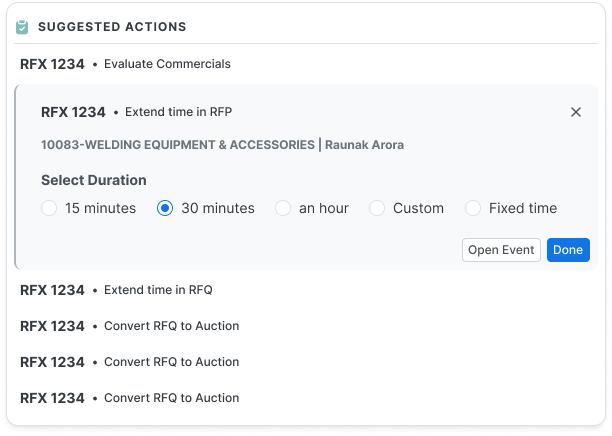 SUGGESTED ACTIONS
RFX 1234 • Evaluate Commercials
RFX 1234 • Extend time in RFP
10083-WELDING EQUIPMENT & ACCESSORIES | Raunak Arora
Select Duration
15 minutes 30 minutes an hour Custom Fixed time
Open Event Done
RFX 1234 • Extend time in RFQ
RFX 1234 • Convert RFQ to Auction
RFX 1234 • Convert RFQ to Auction
RFX 1234 • Convert RFQ to Auction